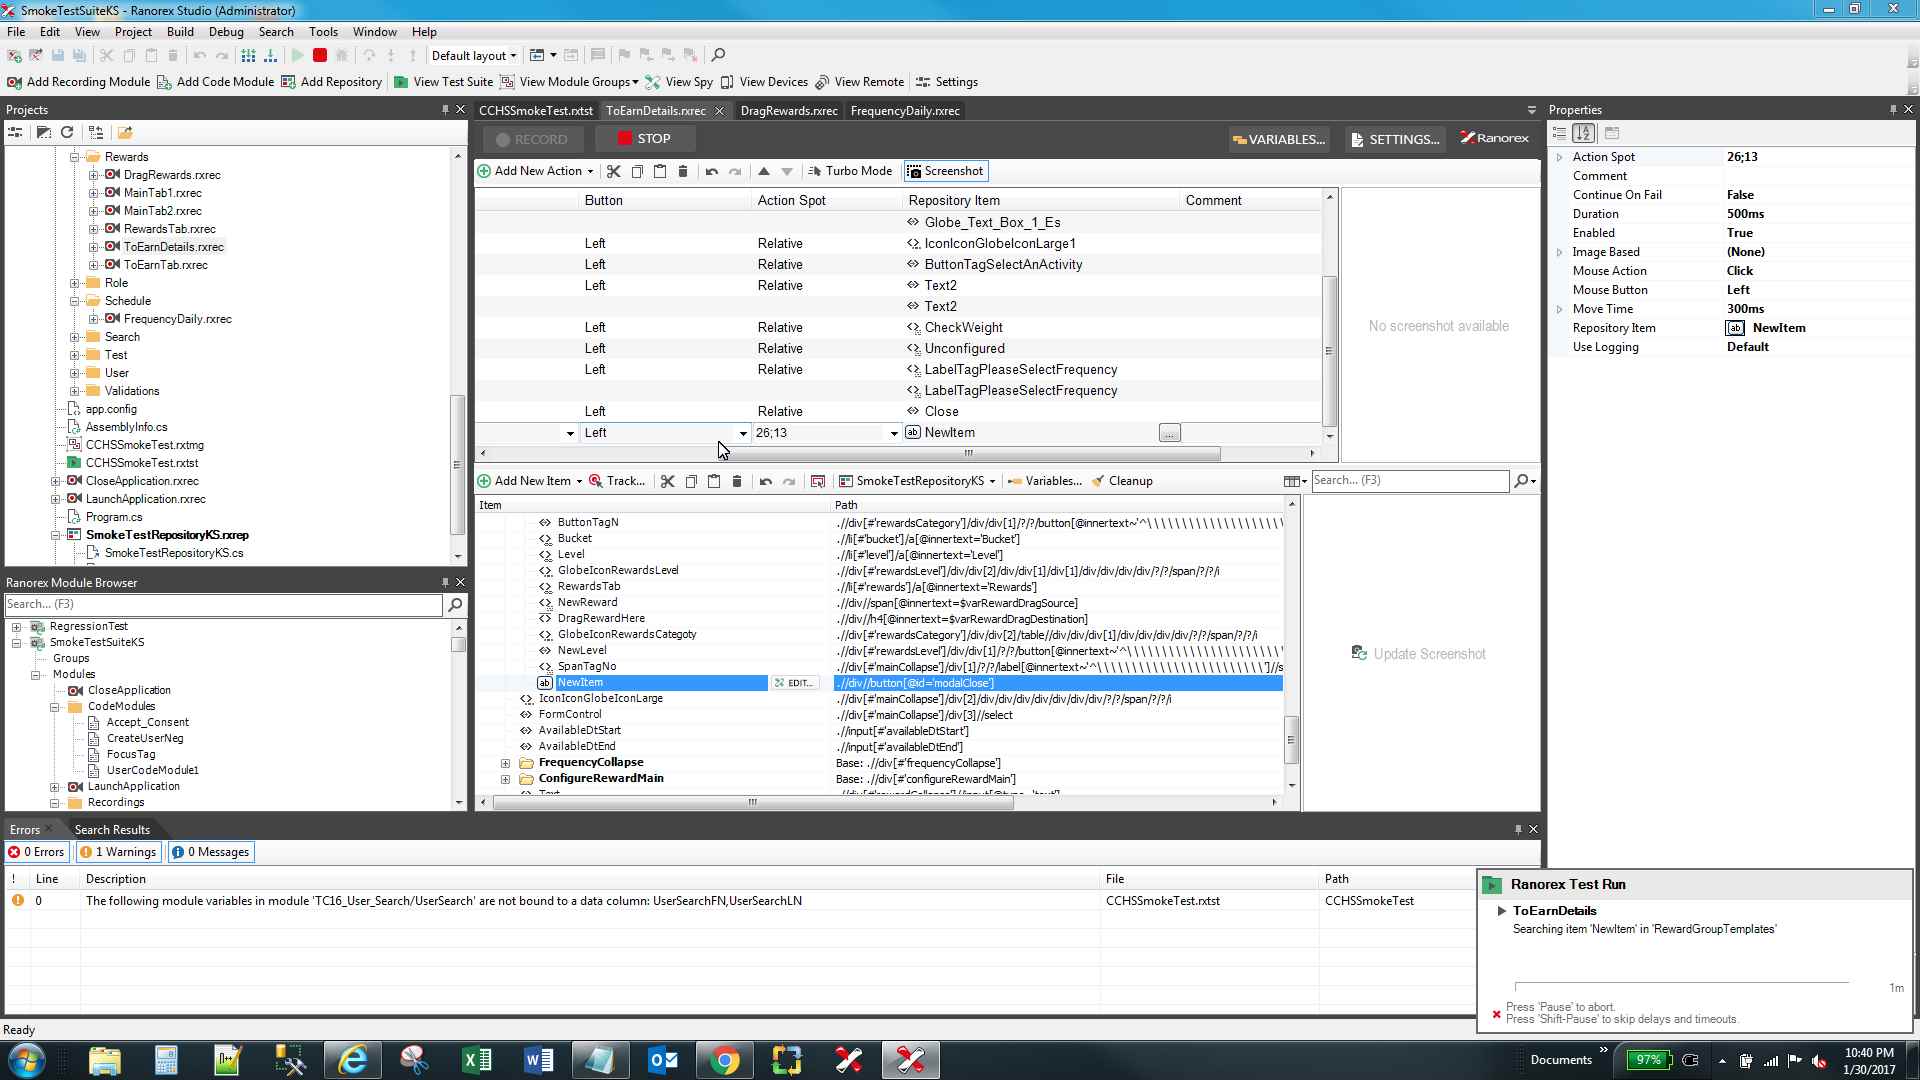 SmokeTestSuiteKS - Ranorex Studio (Administrator)
File Edit View Project Build Debug Search Tools Window Help
Default layout
Add Recording Module Add Code Module Add Repository View Test Suite View Module Groups View Spy View Devices View Remote Settings
Projects
Rewards
DragRewards.rxrec
MainTab1.rxrec
MainTab2.rxrec
RewardsTab.rxrec
ToEarnDetails.rxrec
ToEarnTab.rxrec
Role
Schedule
FrequencyDaily.rxrec
Search
Test
User
Validations
app.config
AssemblyInfo.cs
CCHSSmokeTest.rxtmg
CCHSSmokeTest.rxtst
CloseApplication.rxrec
LaunchApplication.rxrec
Program.cs
SmokeTestRepositoryKS.rxrep
SmokeTestRepositoryKS.cs
Ranorex Module Browser
Search... (F3)
RegressionTest
SmokeTestSuiteKS
Groups
Modules
CloseApplication
CodeModules
Accept_Consent
CreateUserNeg
FocusTag
UserCodeModule1
LaunchApplication
Recordings
CCHSSmokeTest.rxtst ToEarnDetails.rxrec DragRewards.rxrec FrequencyDaily.rxrec
RECORD STOP VARIABLES... SETTINGS... Ranorex
Add New Action Turbo Mode Screenshot
Button Action Spot Repository Item Comment
Globe_Text_Box_1_Es
Left Relative IconIconGlobeIconLarge1
Left Relative ButtonTagSelectAnActivity
Left Relative Text2
Text2
Left Relative CheckWeight
Left Relative Unconfigured
Left Relative LabelTagPleaseSelectFrequency
LabelTagPleaseSelectFrequency
Left Relative Close
Left 26;13 NewItem ...
No screenshot available
Add New Item Track... SmokeTestRepositoryKS Variables... Cleanup Search... (F3)
Item Path
ButtonTagN .//div[#'rewardsCategory']/div/div[1]/?/?/button[@innertext~'^\ \ \ \ \ \ \ \ \ \ \ \ \ \ \ \ \ \ \ \
Bucket .//li[#'bucket']/a[@innertext='Bucket']
Level .//li[#'level']/a[@innertext='Level']
GlobeIconRewardsLevel .//div[#'rewardsLevel']/div/div[2]/div/div[1]/div[1]/div/div/div/div/?/?/span/?/?/i
RewardsTab .//li[#'rewards']/a[@innertext='Rewards']
NewReward .//div//span[@innertext=$varRewardDragSource]
DragRewardHere .//div//h4[@innertext=$varRewardDragDestination]
GlobeIconRewardsCategoty .//div[#'rewardsCategory']/div/div[2]/table//div/div[1]/div/div/div/div/?/?/span/?/?/i
NewLevel .//div[#'rewardsLevel']/div/div[1]/?/?/button[@innertext~'^\ \ \ \ \ \ \ \ \ \ \ \ \ \ \ \ \ \ \ \ \ \ \
SpanTagNo .//div[#'mainCollapse']/div[1]/?/?/label[@innertext~'^\ \ \ \ \ \ \ \ \ \ \ \ \ \ \ \ \ \ \ \ \ \ \ \']//s
NewItem EDIT... .//div//button[@id='modalClose']
IconIconGlobeIconLarge .//div[#'mainCollapse']/div[2]/div/div/div/div/div/div/div/?/?/span/?/?/i
FormControl .//div[#'mainCollapse']/div[3]//select
AvailableDtStart .//input[#'availableDtStart']
AvailableDtEnd .//input[#'availableDtEnd']
FrequencyCollapse Base: .//div[#'frequencyCollapse']
ConfigureRewardMain Base: .//div[#'configureRewardMain']
Update Screenshot
Properties
Action Spot 26;13
Comment
Continue On Fail False
Duration 500ms
Enabled True
Image Based (None)
Mouse Action Click
Mouse Button Left
Move Time 300ms
Repository Item NewItem
Use Logging Default
Errors Search Results
0 Errors 1 Warnings 0 Messages
! Line Description File Path
0 The following module variables in module 'TC16_User_Search/UserSearch' are not bound to a data column: UserSearchFN,UserSearchLN CCHSSmokeTest.rxtst CCHSSmokeTest
Ranorex Test Run
ToEarnDetails
Searching item 'NewItem' in 'RewardGroupTemplates'
1m
Press 'Pause' to abort.
Press 'Shift-Pause' to skip delays and timeouts.
Ready
Documents 97% 10:40 PM
1/30/2017